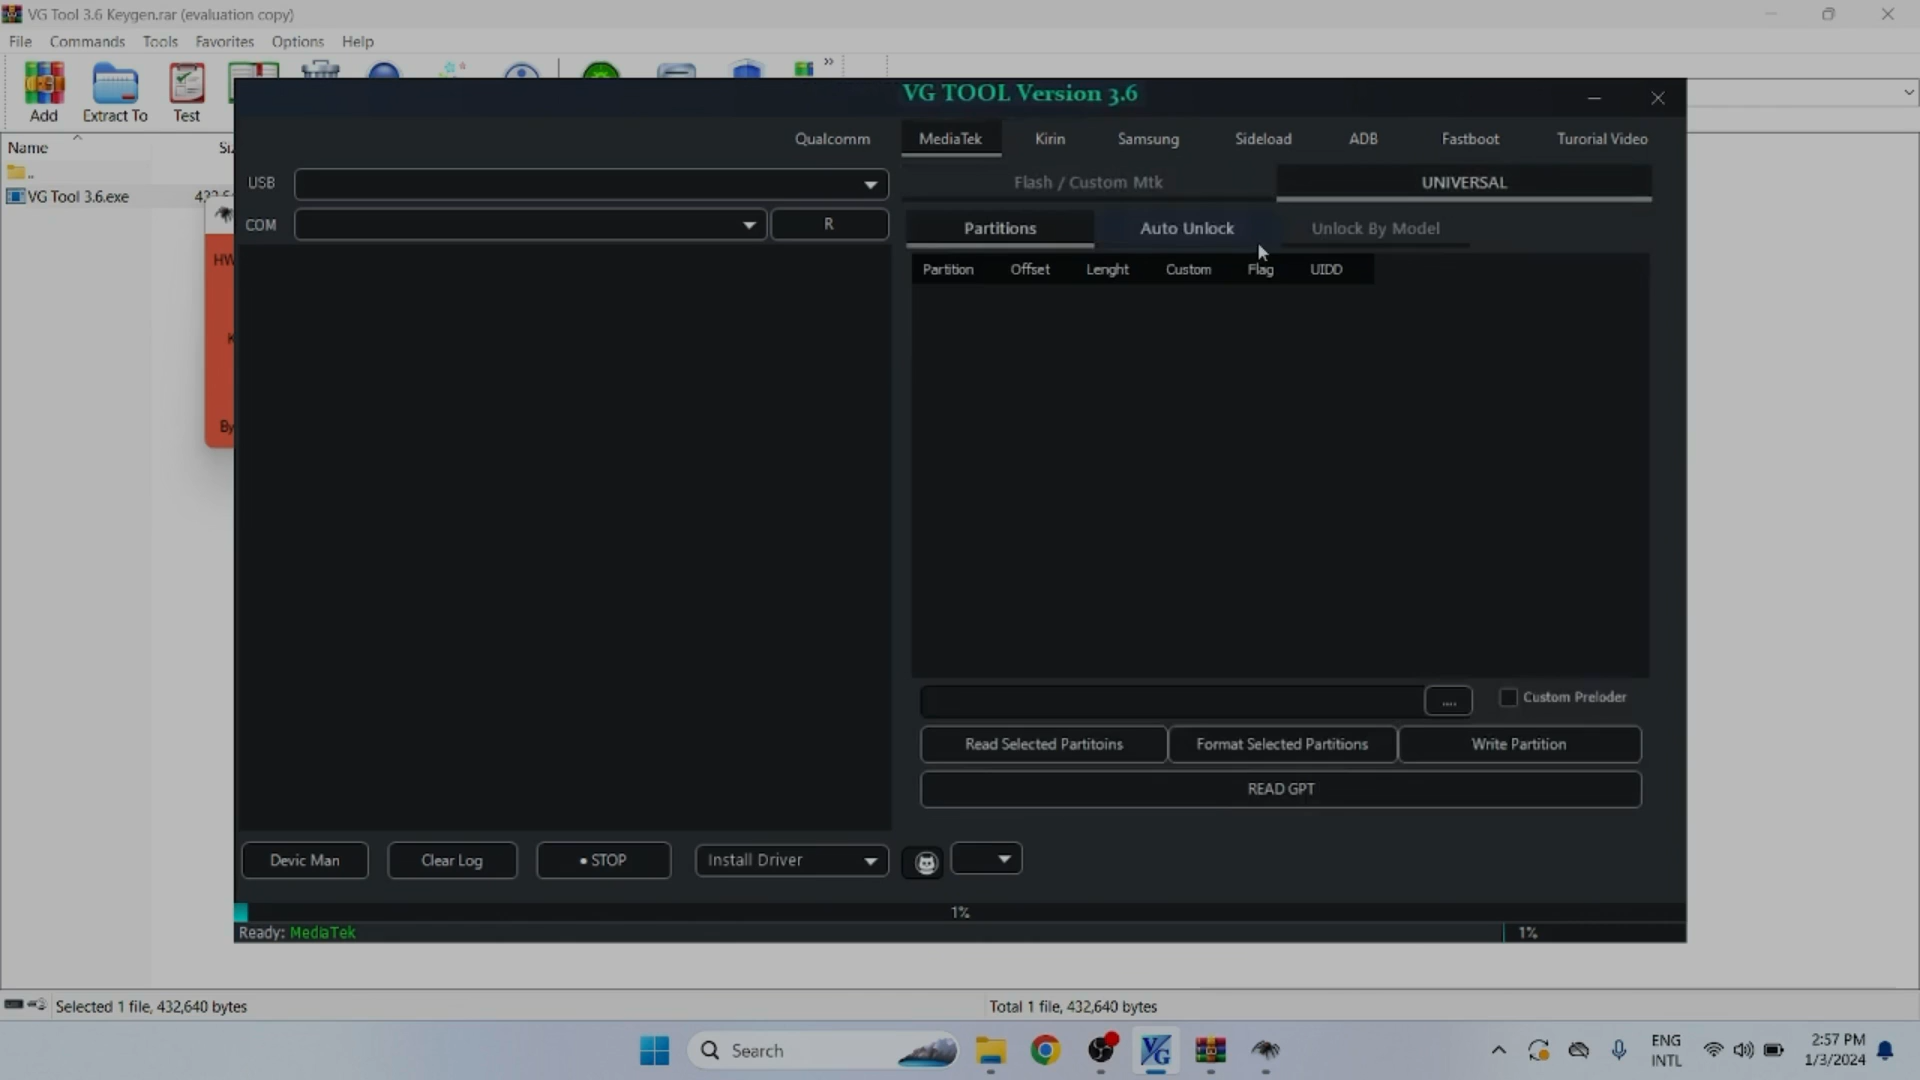 VG Tool 3.6 Keygen.rar (evaluation copy)
File Commands Tools Favorites Options Help
Add Extract To Test
Name
..
VG Tool 3.6.exe
HW
By
VG TOOL Version 3.6
Qualcomm MediaTek Kirin Samsung Sideload ADB Fastboot Turorial Video
USB
Flash / Custom Mtk UNIVERSAL
COM R
Partitions Auto Unlock Unlock By Model
Partition Offset Lenght Custom Flag UIDD
.... Custom Preloder
Read Selected Partitoins Format Selected Partitions Write Partition
READ GPT
Devic Man Clear Log • STOP Install Driver
1%
Ready: MediaTek 1%
Selected 1 file, 432,640 bytes Total 1 file, 432,640 bytes
Search
ENG
INTL
2:57 PM
1/3/2024